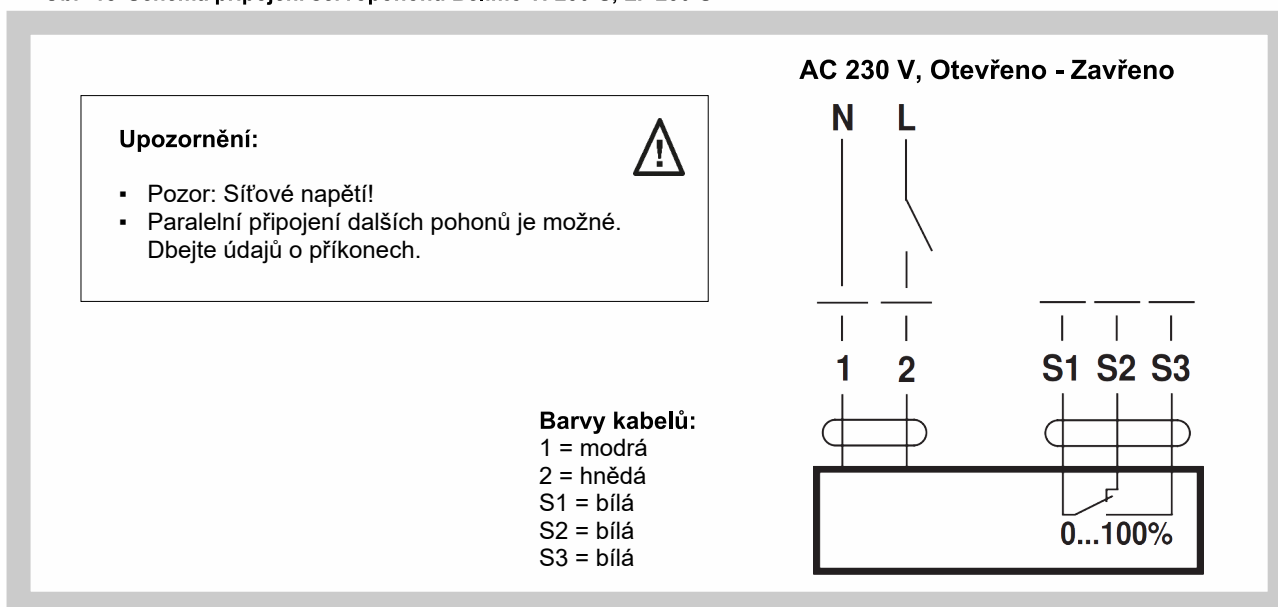 AC 230 V, Otevřeno - Zavřeno
N L
Upozornění:
▪ Pozor: Síťové napětí!
▪ Paralelní připojení dalších pohonů je možné.
Dbejte údajů o příkonech.
1 2 S1 S2 S3
Barvy kabelů:
1 = modrá
2 = hnědá
S1 = bílá
S2 = bílá
S3 = bílá
0...100%